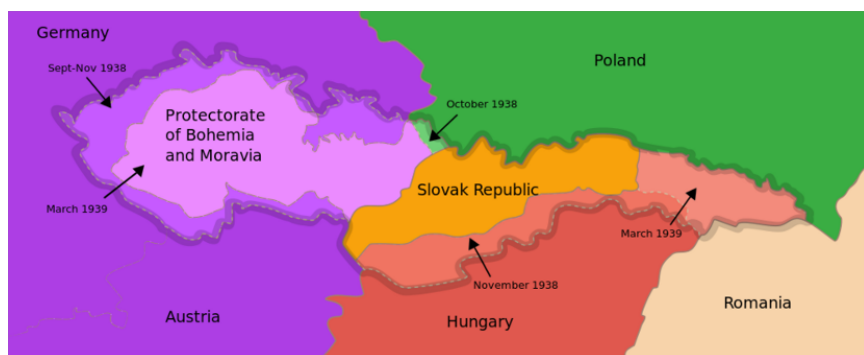 Germany
Poland
Sept-Nov 1938
October 1938
Protectorate
of Bohemia
and Moravia
Slovak Republic
March 1939
March 1939
November 1938
Romania
Austria
Hungary